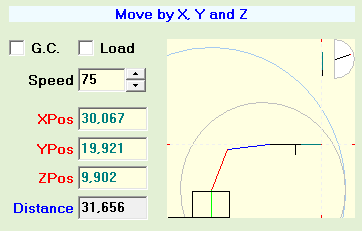 Move by X, Y and Z
G.C. Load
Speed 75
XPos 30,067
YPos 19,921
ZPos 9,902
Distance 31,656